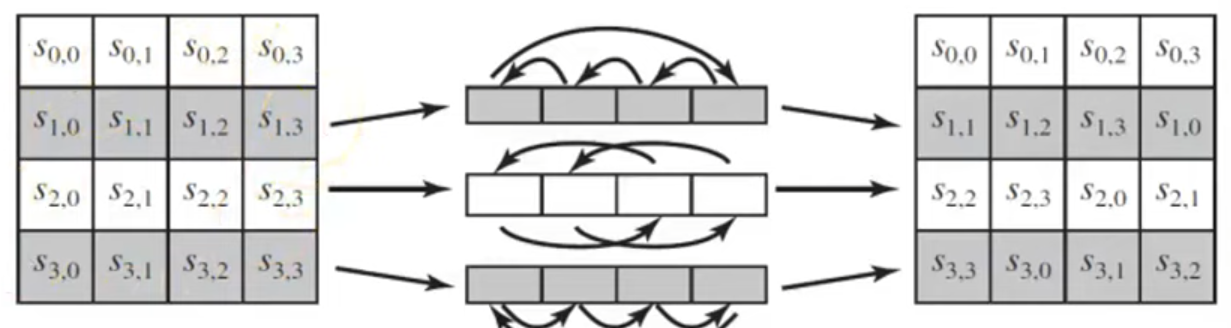 s0,0 s0,1 s0,2 s0,3
s1,0 s1,1 s1,2 s1,3
s2,0 s2,1 s2,2 s2,3
s3,0 s3,1 s3,2 s3,3
s0,0 s0,1 s0,2 s0,3
s1,1 s1,2 s1,3 s1,0
s2,2 s2,3 s2,0 s2,1
s3,3 s3,0 s3,1 s3,2